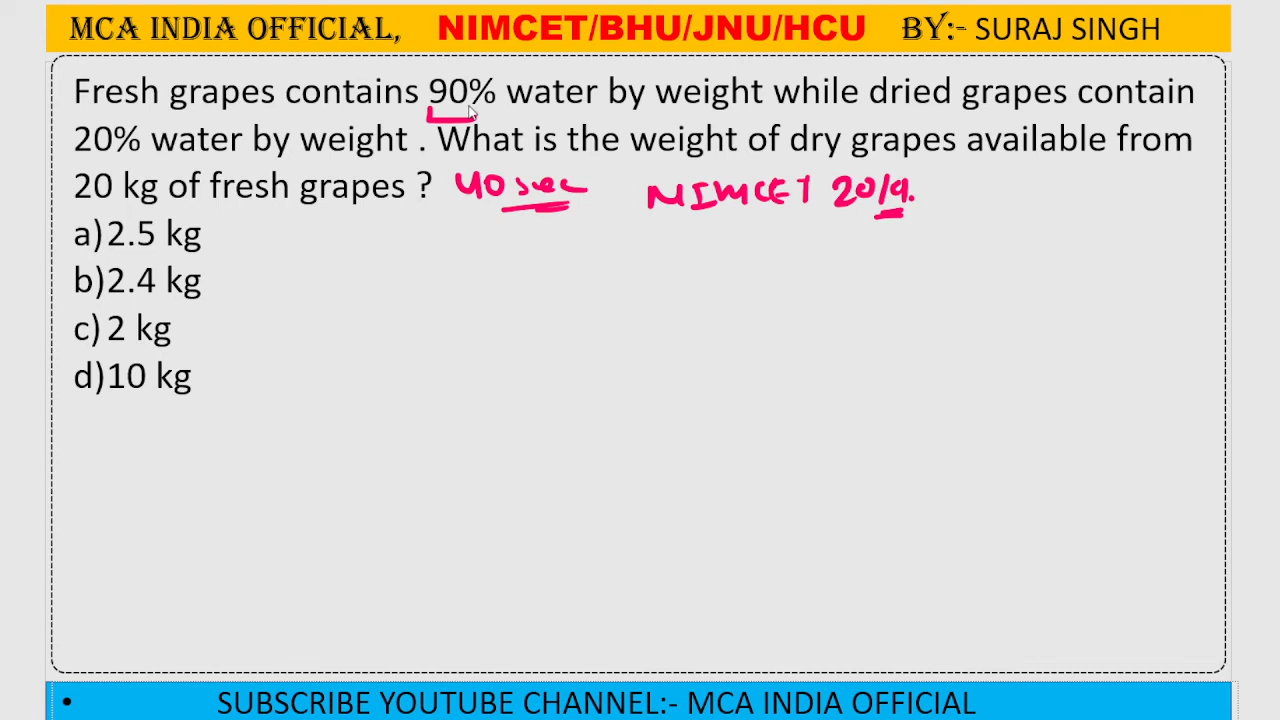 MCA INDIA OFFICIAL, NIMCET/BHU/JNU/HCU BY:- SURAJ SINGH
Fresh grapes contains 90% water by weight while dried grapes contain
20% water by weight . What is the weight of dry grapes available from
20 kg of fresh grapes ? 40 sec NIMCET 2019.
a)2.5 kg
b)2.4 kg
c) 2 kg
d)10 kg
• SUBSCRIBE YOUTUBE CHANNEL:- MCA INDIA OFFICIAL